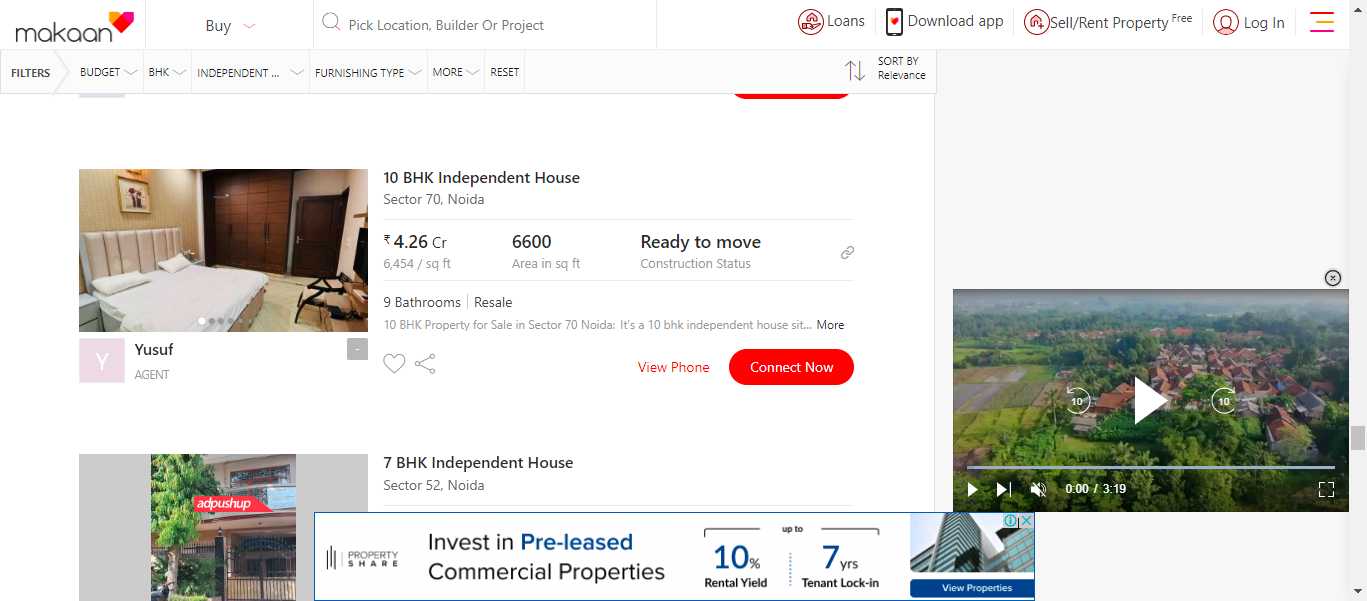 makaan
Buy
Pick Location, Builder Or Project
Loans
Download app
Sell/Rent Property Free
Log In
FILTERS
BUDGET
BHK
INDEPENDENT ...
FURNISHING TYPE
MORE
RESET
SORT BY
Relevance
10 BHK Independent House
Sector 70, Noida
₹ 4.26 Cr
6600
Ready to move
6,454 / sq ft
Area in sq ft
Construction Status
9 Bathrooms
Resale
10 BHK Property for Sale in Sector 70 Noida: It's a 10 bhk independent house sit... More
Y
Yusuf
-
AGENT
View Phone
Connect Now
10
10
0:00 / 3:19
7 BHK Independent House
Sector 52, Noida
adpushup
PROPERTY
SHARE
Invest in Pre-leased
Commercial Properties
up to
10%
Rental Yield
7 yrs
Tenant Lock-in
View Properties